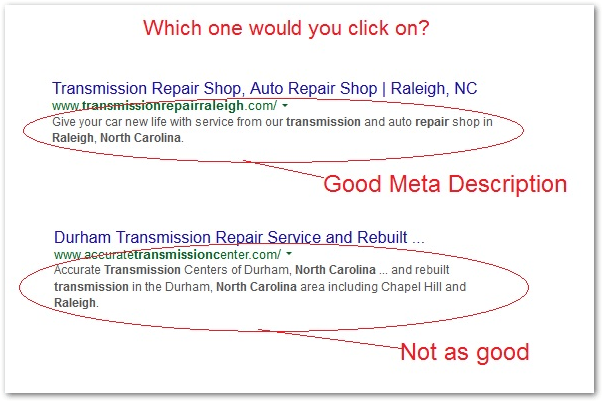 Which one would you click on?
Transmission Repair Shop, Auto Repair Shop | Raleigh, NC
www.transmissionrepairraleigh.com/
Give your car new life with service from our transmission and auto repair shop in
Raleigh, North Carolina.
Good Meta Description
Durham Transmission Repair Service and Rebuilt ...
www.accuratetransmissioncenter.com/
Accurate Transmission Centers of Durham, North Carolina ... and rebuilt
transmission in the Durham, North Carolina area including Chapel Hill and
Raleigh.
Not as good